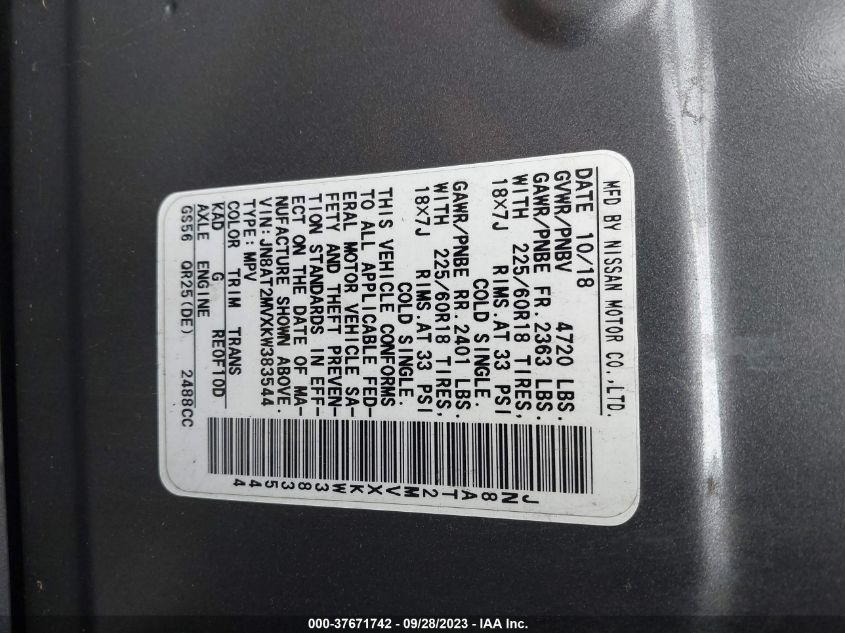 MFD BY NISSAN MOTOR CO.,LTD.
DATE 10/18
GVWR/PNBV 4720 LBS.
GAWR/PNBE FR. 2363 LBS.
WITH 225/60R18 TIRES,
18X7J RIMS. AT 33 PSI
COLD SINGLE.
GAWR/PNBE RR. 2401 LBS.
WITH 225/60R18 TIRES,
18X7J RIMS. AT 33 PSI
COLD SINGLE.
THIS VEHICLE CONFORMS
TO ALL APPLICABLE FED-
ERAL MOTOR VEHICLE SA-
FETY AND THEFT PREVEN-
TION STANDARDS IN EFF-
ECT ON THE DATE OF MA-
NUFACTURE SHOWN ABOVE.
VIN: JN8AT2MVXKW383544
TYPE: MPV
COLOR TRIM TRANS
KAD G RE0F10D
AXLE ENGINE
GS56 QR25(DE) 2488CC
JN8AT2MVXKW383544
000-37671742 - 09/28/2023 - IAA Inc.